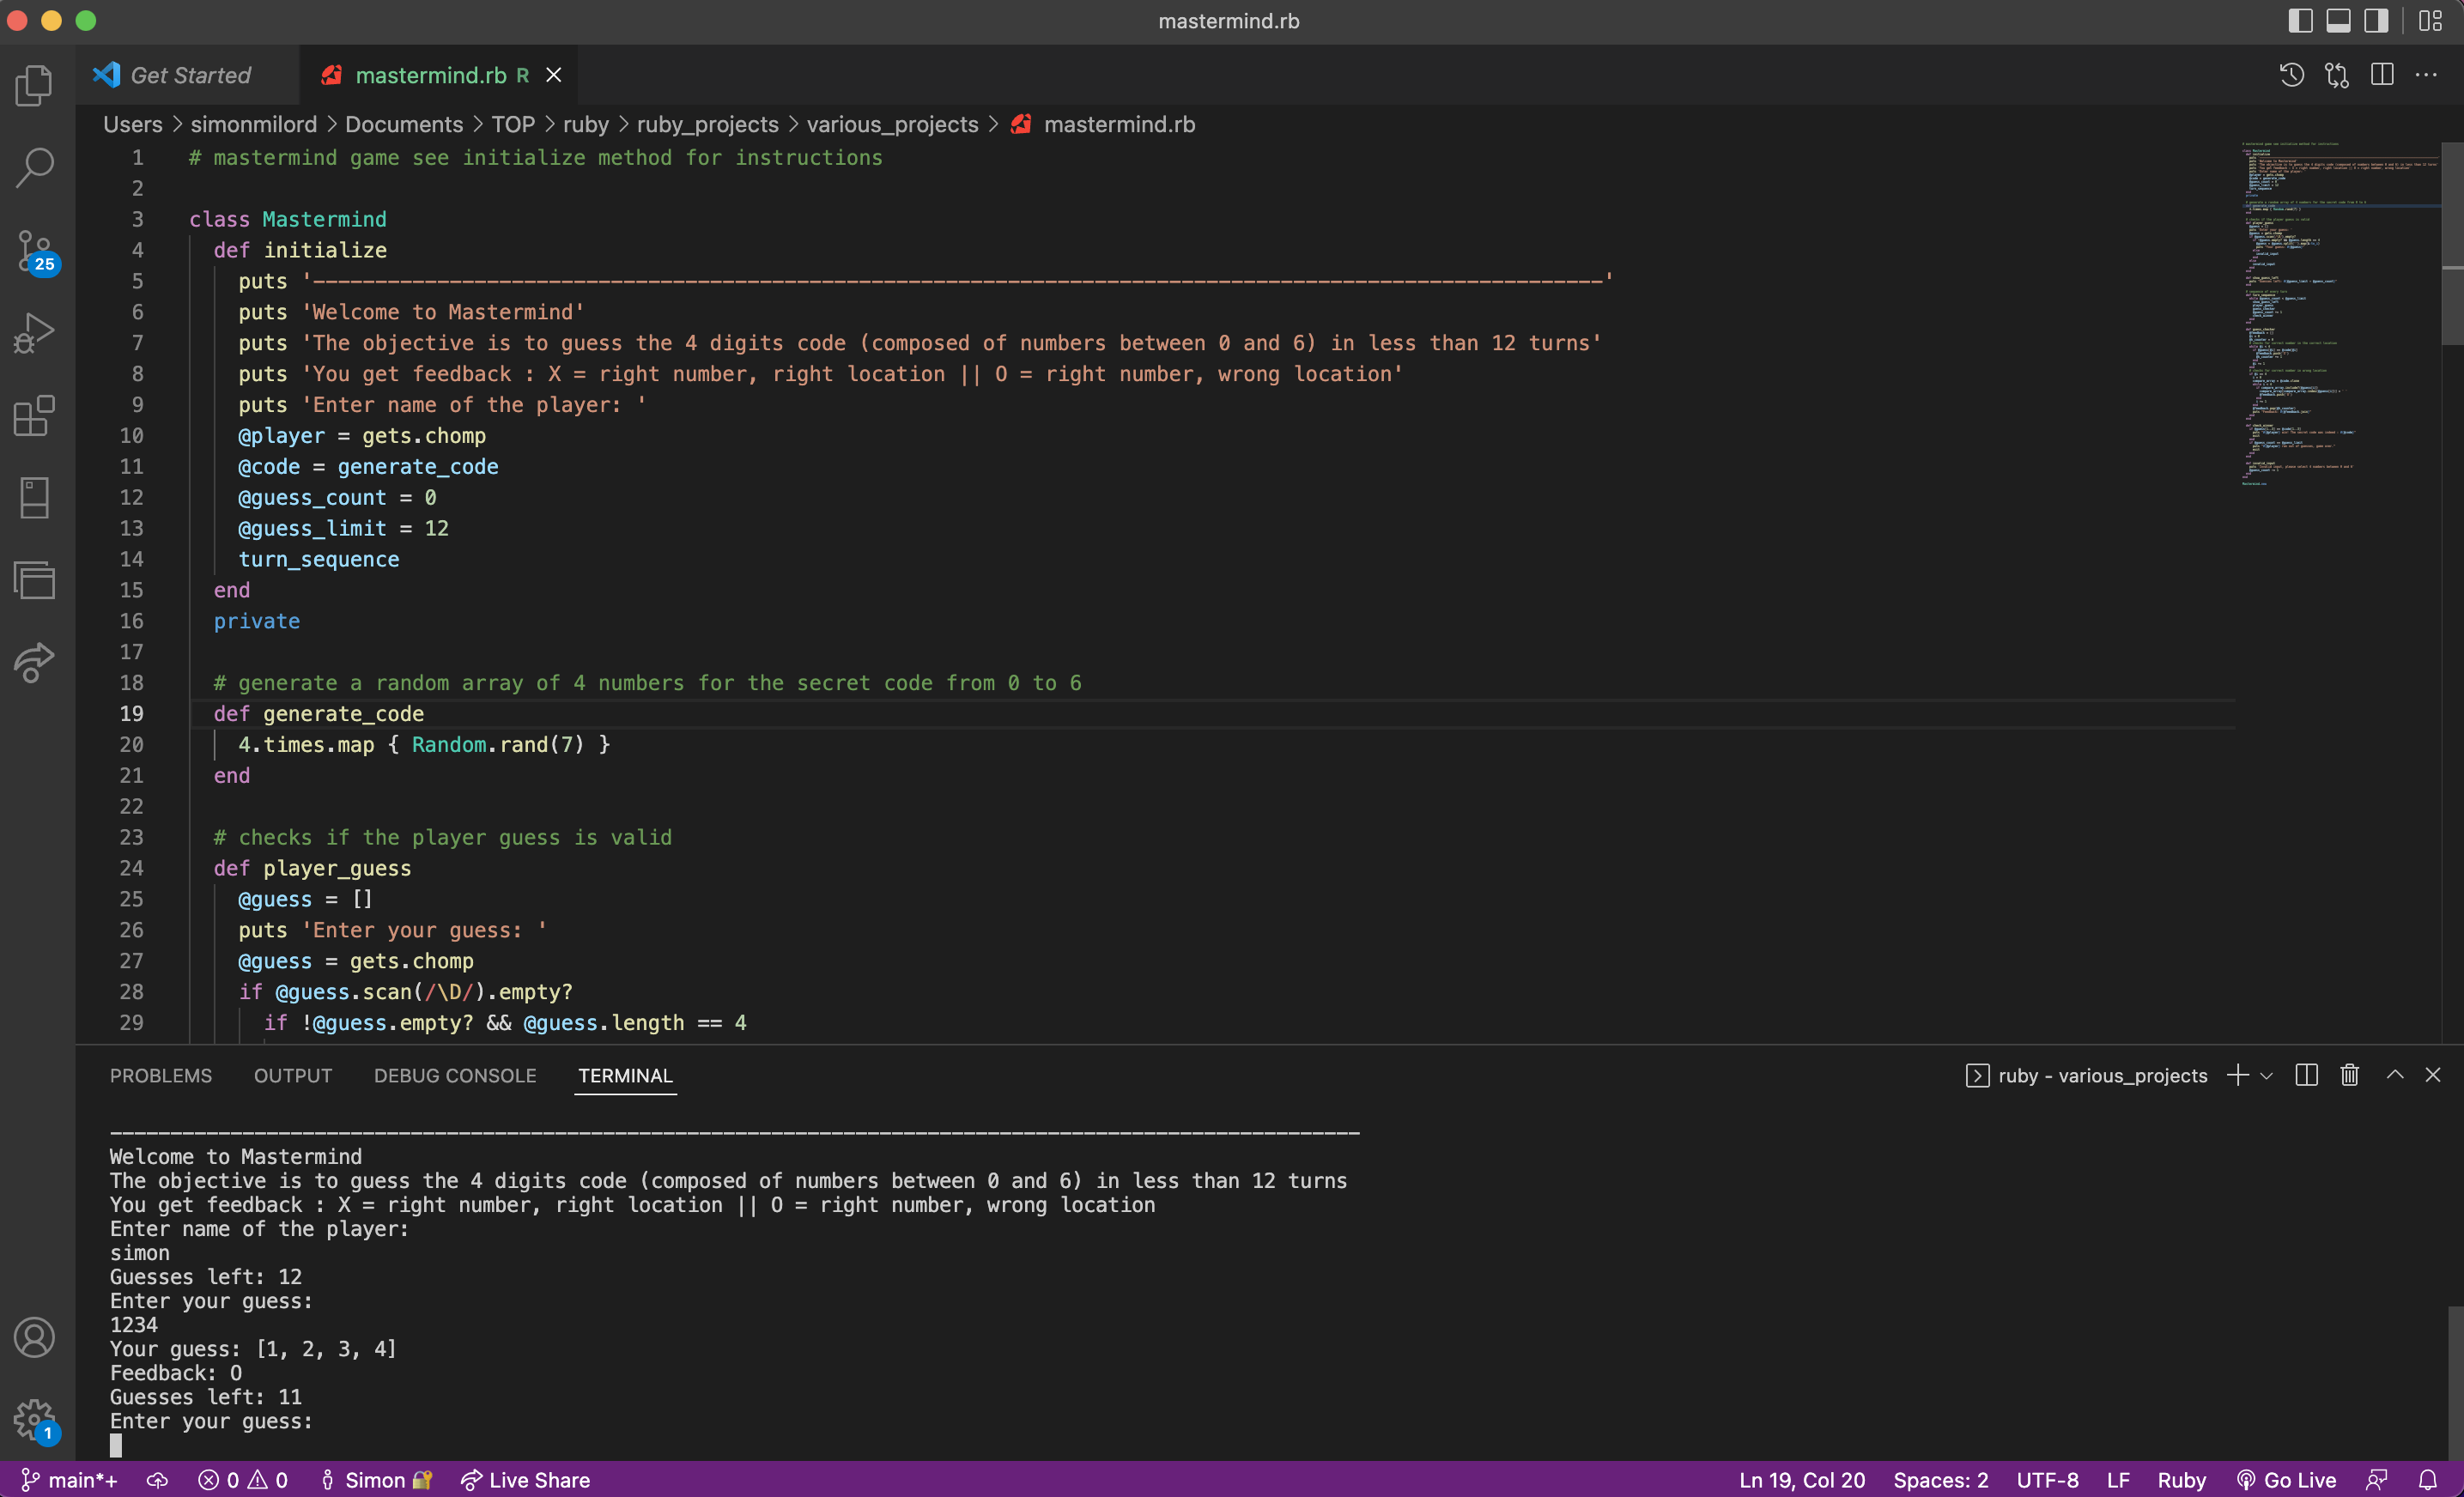 mastermind.rb
Get Started
mastermind.rb R
Users > simonmilord > Documents > TOP > ruby > ruby_projects > various_projects > mastermind.rb
1 # mastermind game see initialize method for instructions
2
3 class Mastermind
4 def initialize
5 puts '---------------------------------------------------------------------------------------------------------'
6 puts 'Welcome to Mastermind'
7 puts 'The objective is to guess the 4 digits code (composed of numbers between 0 and 6) in less than 12 turns'
8 puts 'You get feedback : X = right number, right location || O = right number, wrong location'
9 puts 'Enter name of the player: '
10 @player = gets.chomp
11 @code = generate_code
12 @guess_count = 0
13 @guess_limit = 12
14 turn_sequence
15 end
16 private
17
18 # generate a random array of 4 numbers for the secret code from 0 to 6
19 def generate_code
20 4.times.map { Random.rand(7) }
21 end
22
23 # checks if the player guess is valid
24 def player_guess
25 @guess = []
26 puts 'Enter your guess: '
27 @guess = gets.chomp
28 if @guess.scan(/\D/).empty?
29 if !@guess.empty? && @guess.length == 4
25
1
PROBLEMS OUTPUT DEBUG CONSOLE TERMINAL
ruby - various_projects
---------------------------------------------------------------------------------------------------------
Welcome to Mastermind
The objective is to guess the 4 digits code (composed of numbers between 0 and 6) in less than 12 turns
You get feedback : X = right number, right location || O = right number, wrong location
Enter name of the player:
simon
Guesses left: 12
Enter your guess:
1234
Your guess: [1, 2, 3, 4]
Feedback: O
Guesses left: 11
Enter your guess:
main*+ 0 0 Simon Live Share Ln 19, Col 20 Spaces: 2 UTF-8 LF Ruby Go Live